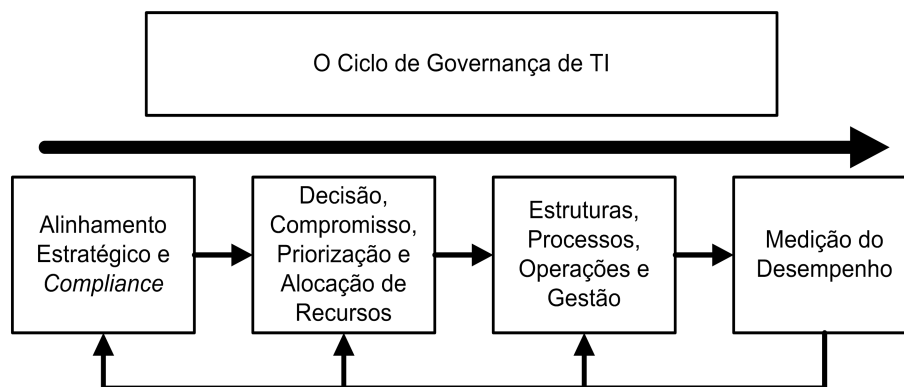 O Ciclo de Governança de TI
Alinhamento
Estratégico e
Compliance
Decisão,
Compromisso,
Priorização e
Alocação de
Recursos
Estruturas,
Processos,
Operações e
Gestão
Medição do
Desempenho